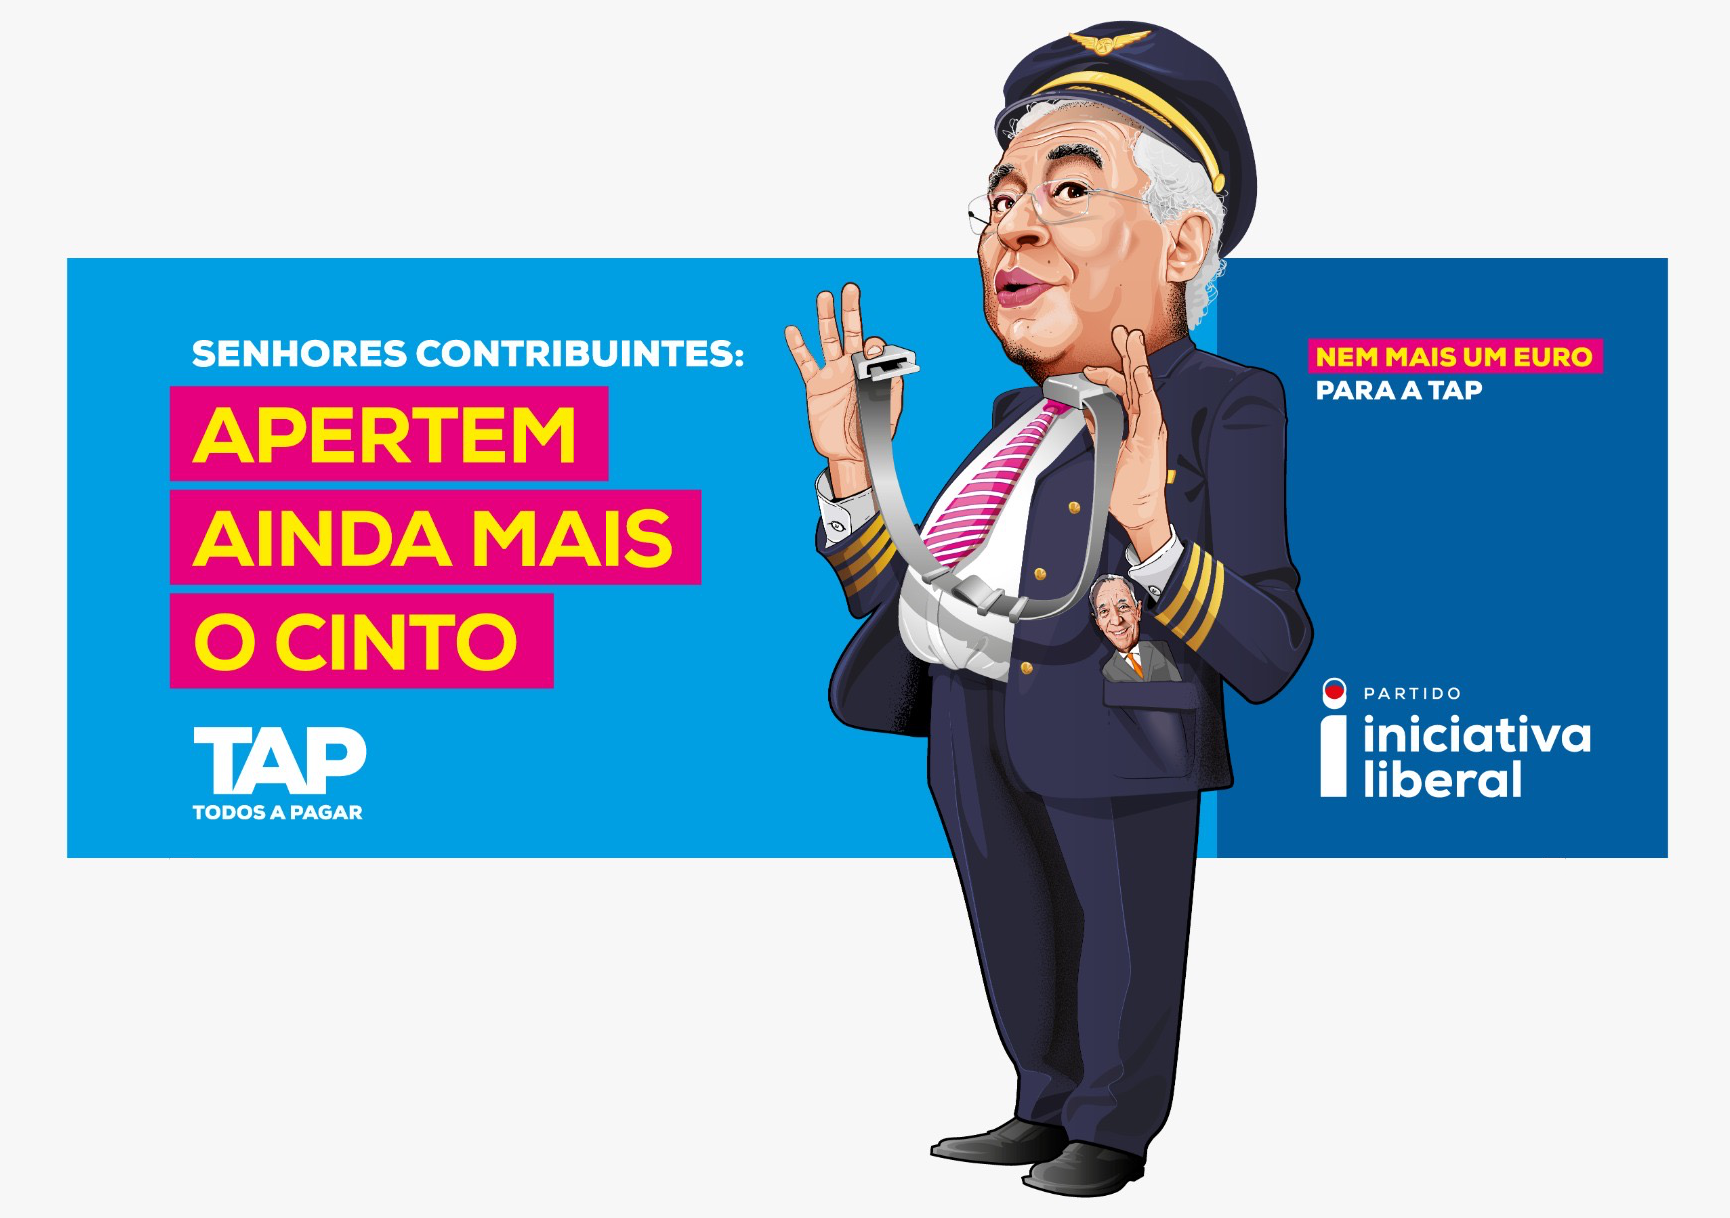 SENHORES CONTRIBUINTES:
APERTEM
AINDA MAIS
O CINTO
TAP
TODOS A PAGAR
NEM MAIS UM EURO
PARA A TAP
PARTIDO
iniciativa
liberal